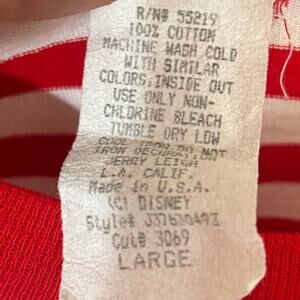 R/N# 55219
100% COTTON
MACHINE WASH COLD
WITH SIMILAR
COLORS, INSIDE OUT
USE ONLY NON-
CHLORINE BLEACH
TUMBLE DRY LOW
COOL IRON. DO NOT
IRON DECORATION
JERRY LEIGH
L.A. CALIF.
Made in U.S.A.
(C) DISNEY
Style#
Cut# 3069
LARGE